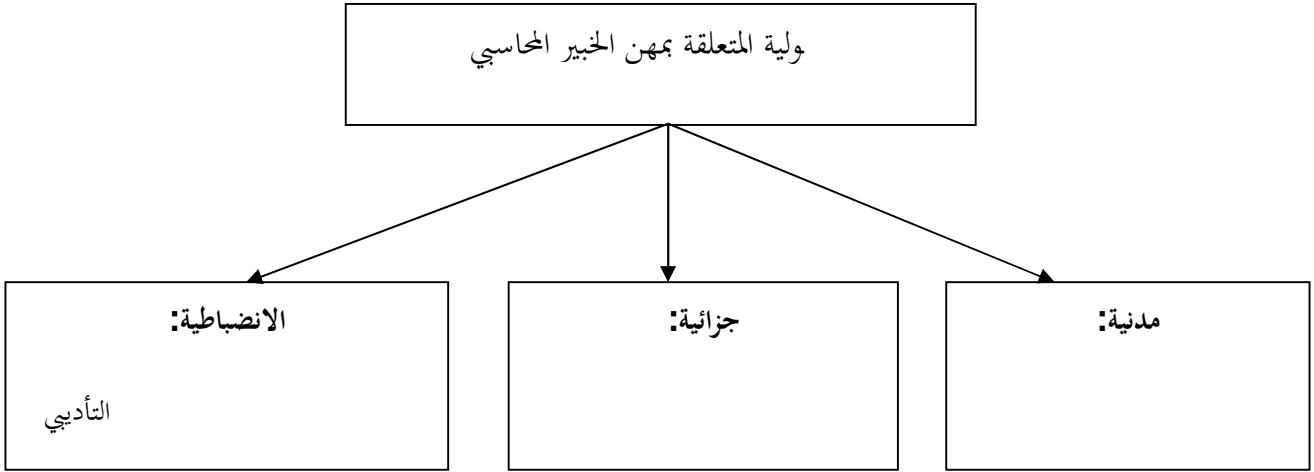 ولية المتعلقة بمهن الخبير المحاسبي
مدنية:
جزائية:
الانضباطية:
التأديبي